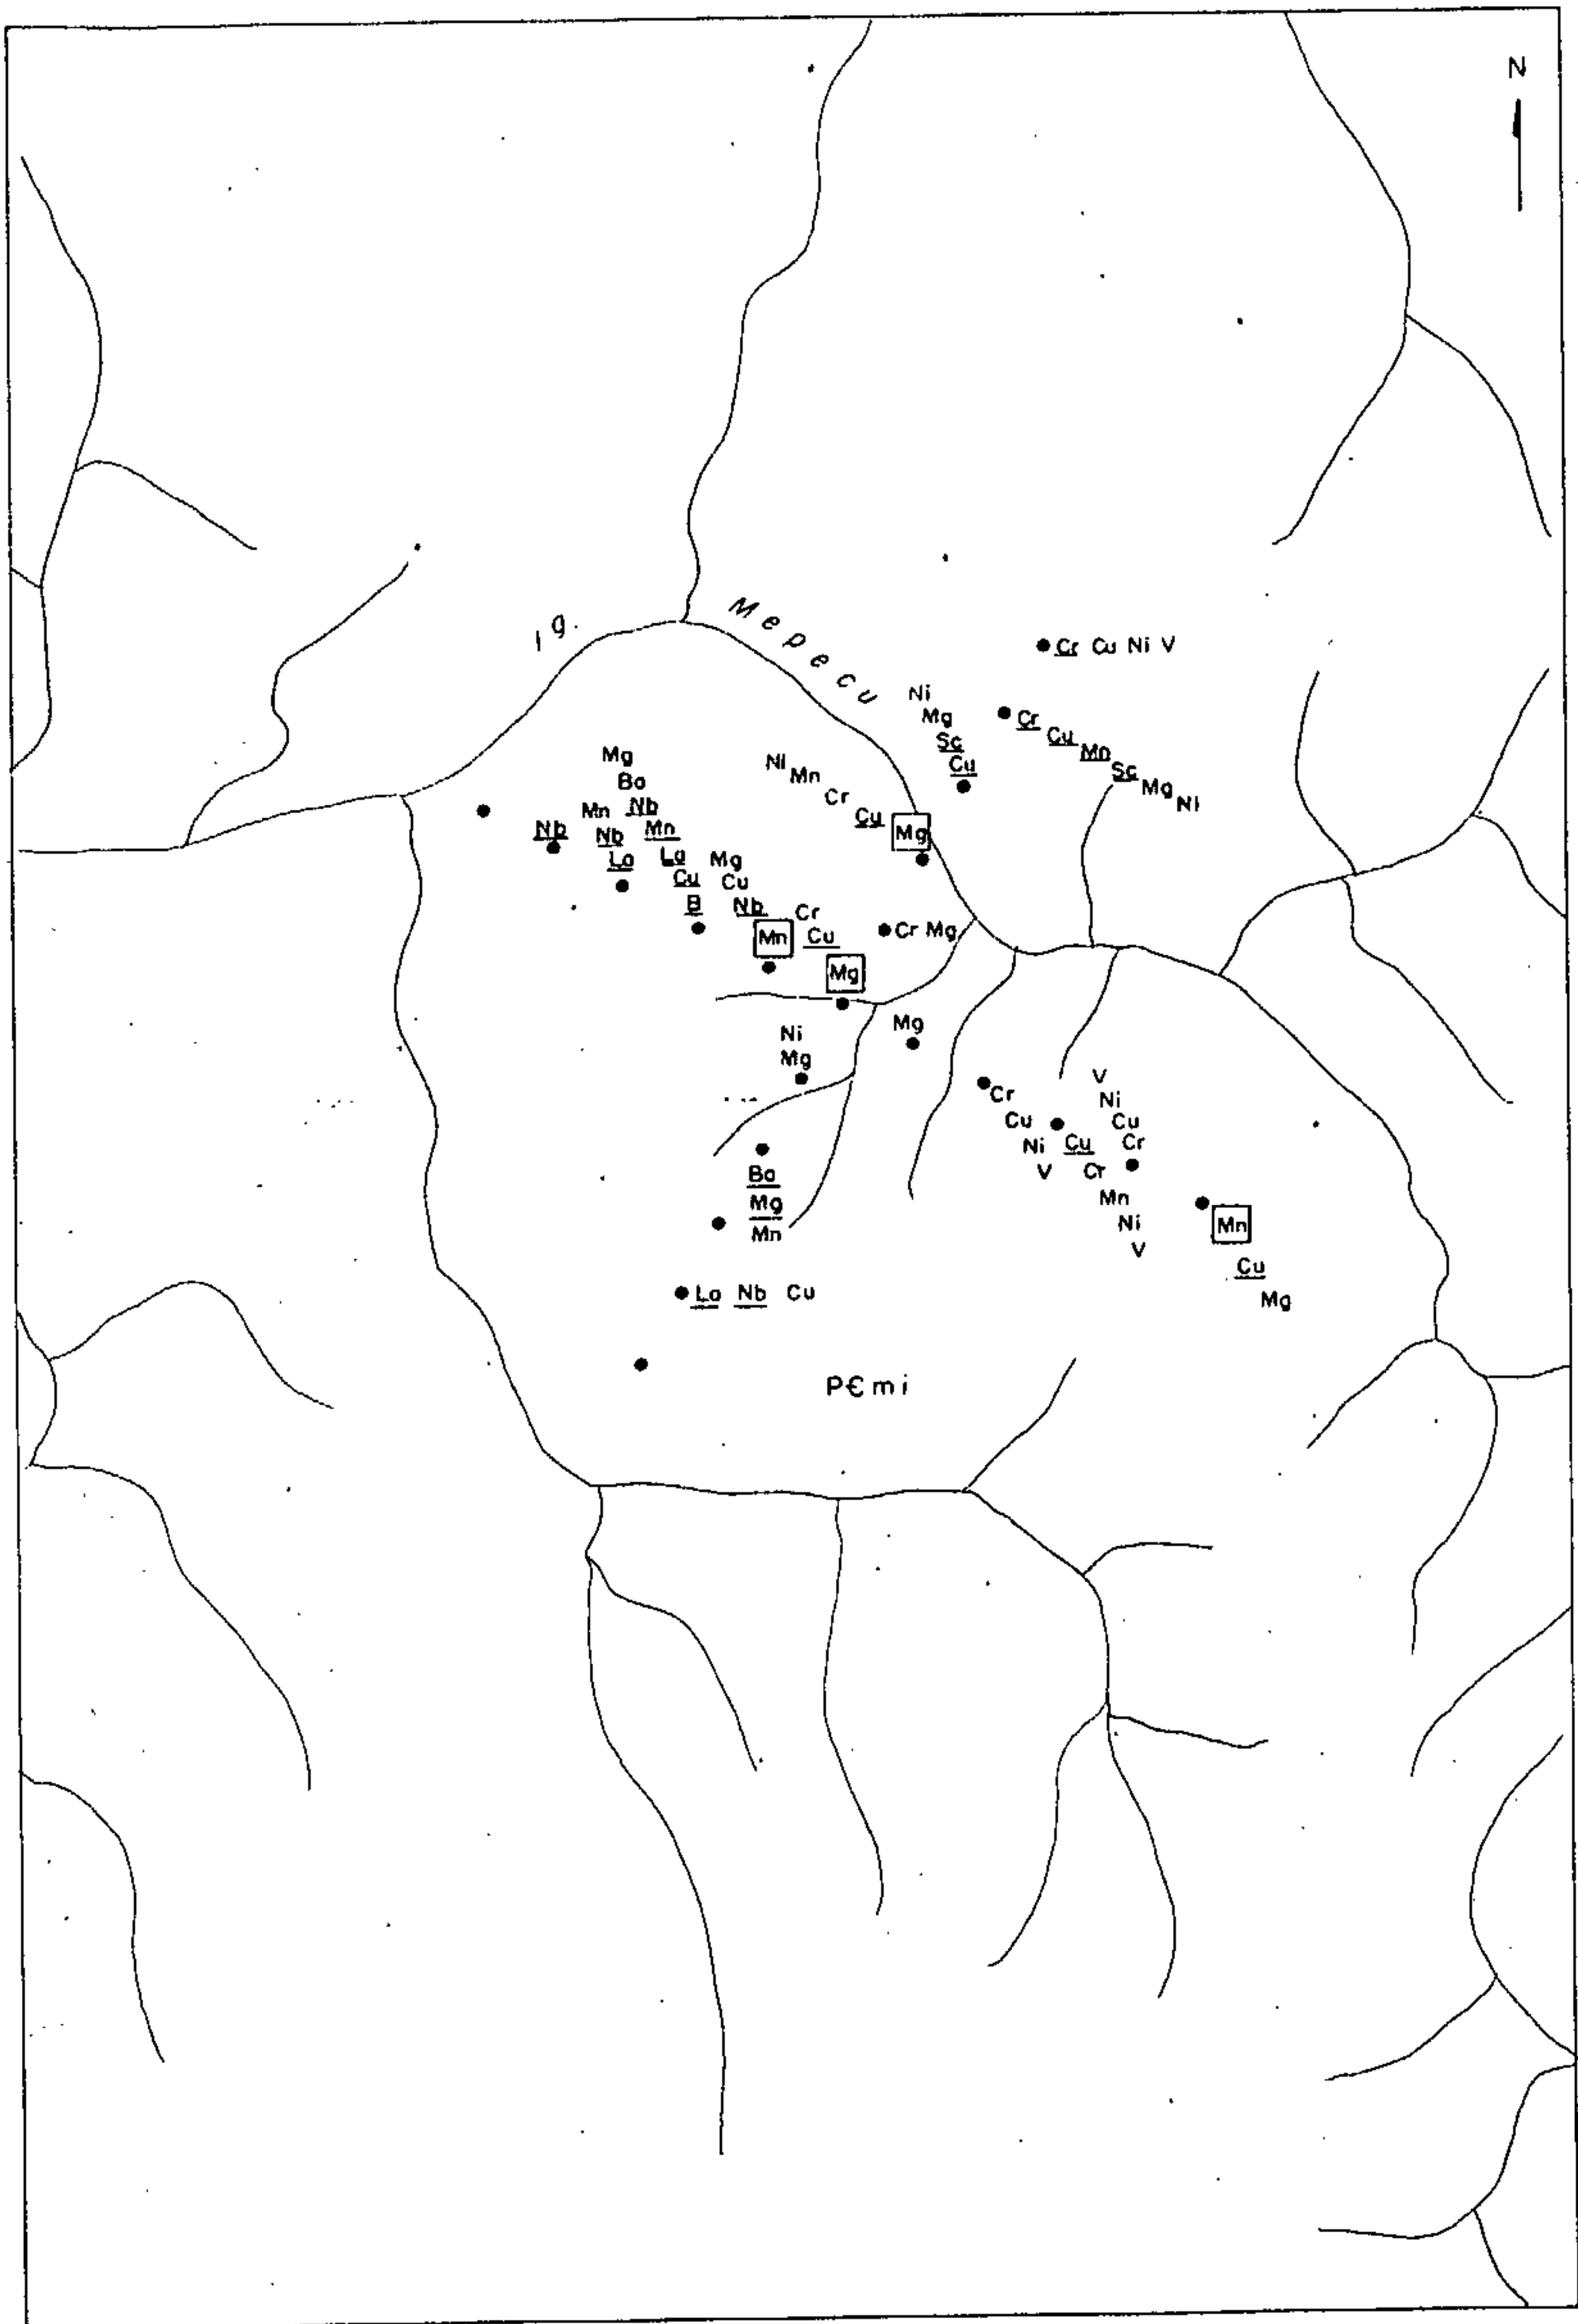 N
Ig. Mepecu
Cr Cu Ni V
Ni
Mg
Sc
Cu
Cr
Cu
Mn
Sc
Mg
Ni
Ni
Mn
Cr
Cu
Mg
Nb
Mn
Nb
La
Mg
Ba
Nb
Mn
La
Cu
B
Mg
Cu
Nb
Mn
Cr
Cu
Mg
Cr Mg
Mg
Ni
Mg
Cr
Cu
Ni
V
Cu
Cr
Mn
Ni
V
V
Ni
Cu
Cr
Mn
Cu
Mg
Ba
Mg
Mn
La Nb Cu
P€mi